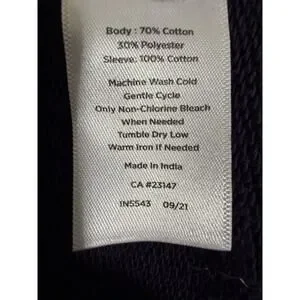 Body : 70% Cotton
30% Polyester
Sleeve: 100% Cotton
Machine Wash Cold
Gentle Cycle
Only Non-Chlorine Bleach
When Needed
Tumble Dry Low
Warm Iron If Needed
Made in India
CA #23147
IN5543 09/21